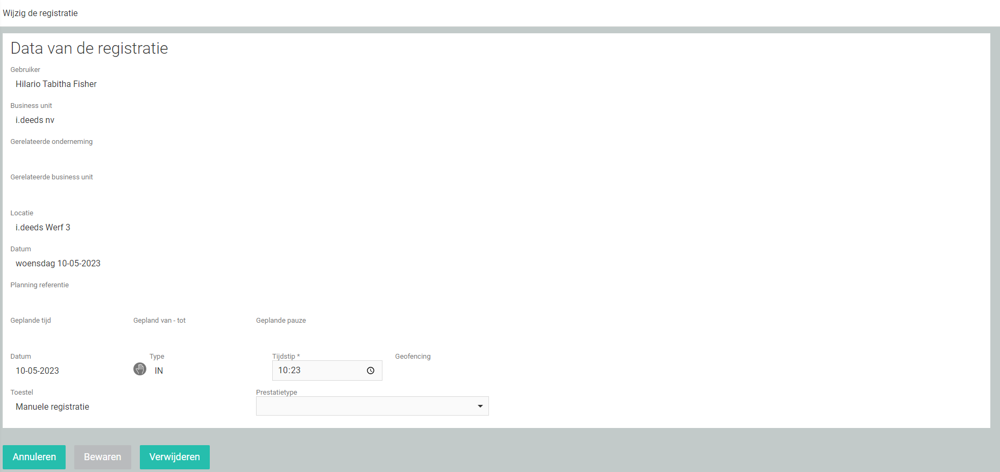 Wijzig de registratie
Data van de registratie
Gebruiker
Hilario Tabitha Fisher
Business unit
i.deeds nv
Gerelateerde onderneming
Gerelateerde business unit
Locatie
i.deeds Werf 3
Datum
woensdag 10-05-2023
Planning referentie
Geplande tijd Gepland van - tot Geplande pauze
Datum Type Tijdstip * Geofencing
10-05-2023 IN 10:23
Toestel Prestatietype
Manuele registratie
Annuleren Bewaren Verwijderen